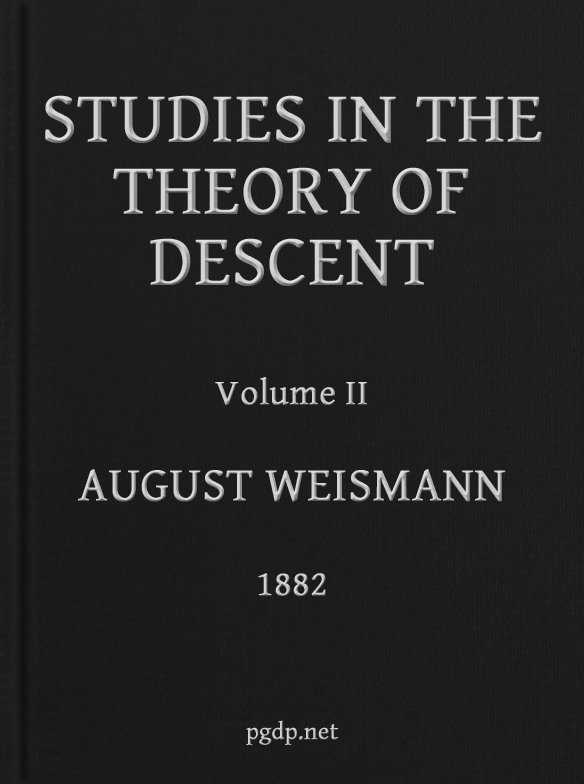 STUDIES IN THE
THEORY OF
DESCENT
Volume II
AUGUST WEISMANN
1882
pgdp.net